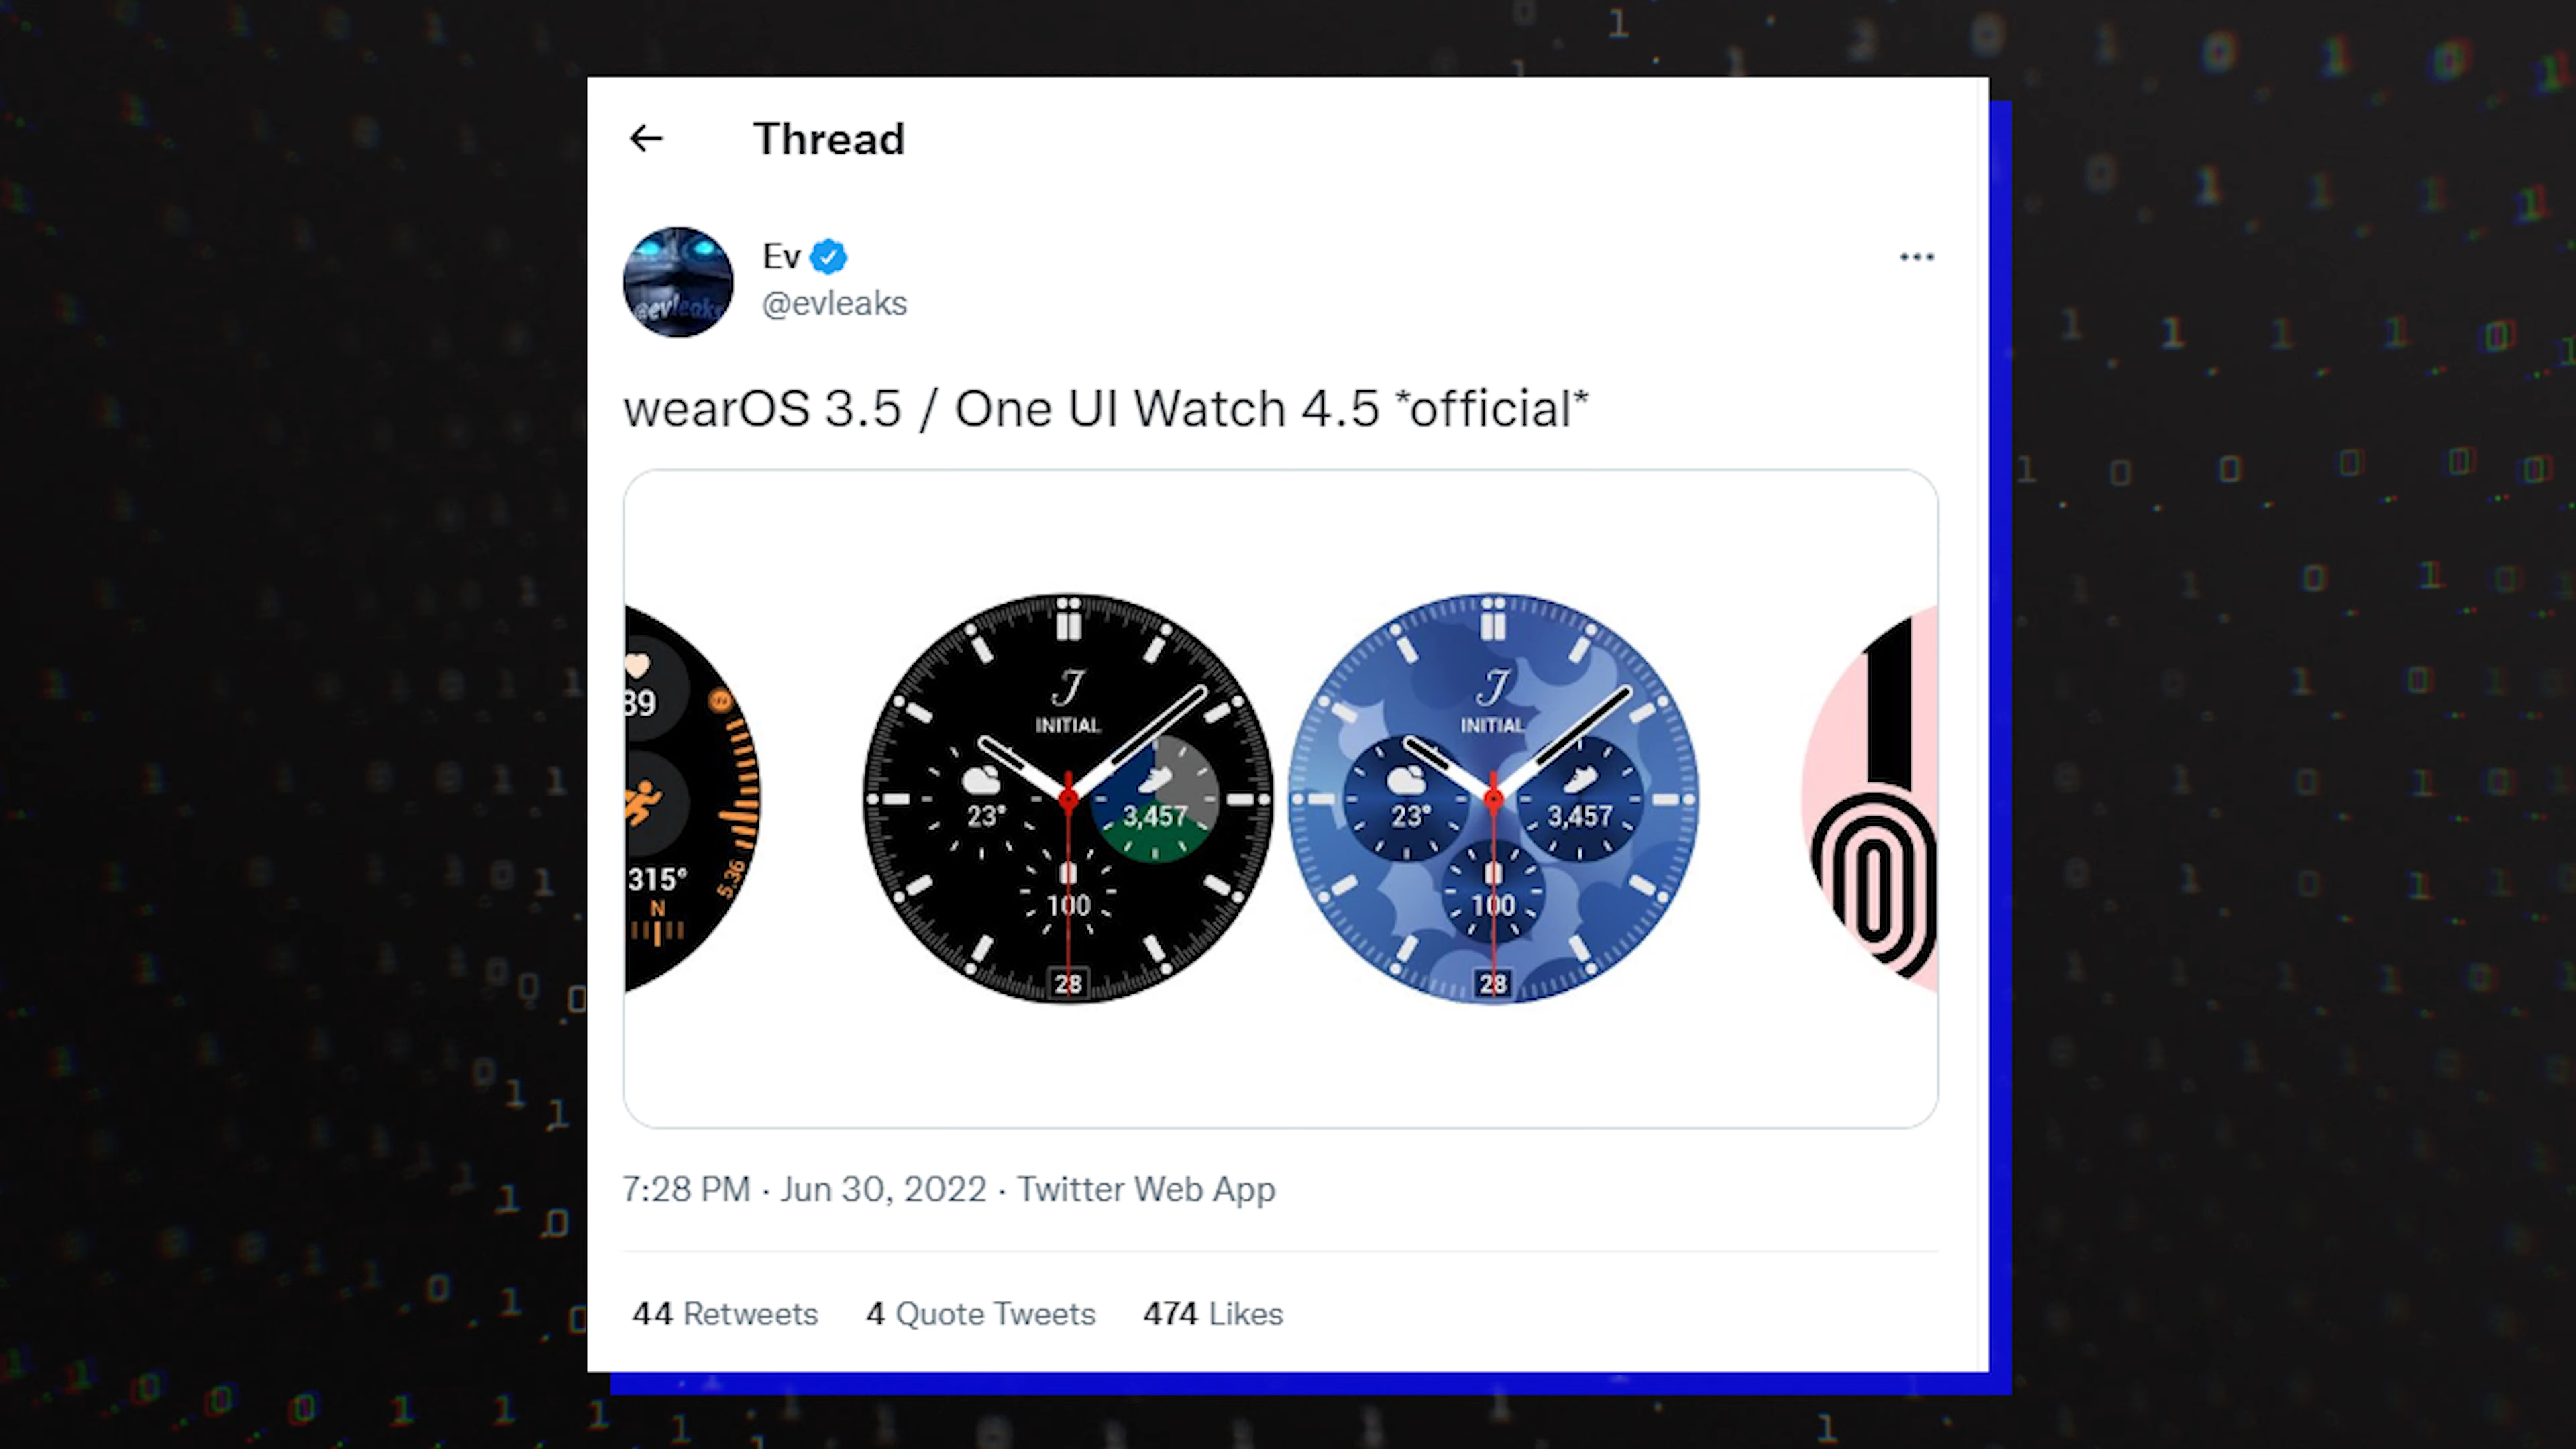 Thread
Ev
@evleaks
wearOS 3.5 / One UI Watch 4.5 *official*
39
315°
N
5.36
J
INITIAL
23°
3,457
100
28
J
INITIAL
23°
3,457
100
28
7:28 PM · Jun 30, 2022 · Twitter Web App
44 Retweets 4 Quote Tweets 474 Likes